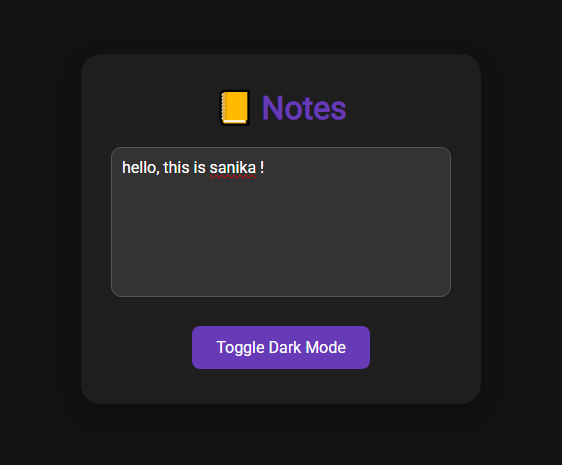 Notes
hello, this is sanika !
Toggle Dark Mode